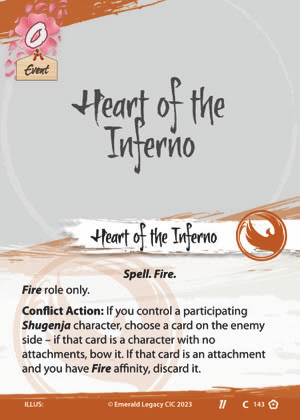 0
Event
Heart of the
Inferno
Heart of the Inferno
Spell. Fire.
Fire role only.
Conflict Action: If you control a participating
Shugenja character, choose a card on the enemy
side – if that card is a character with no
attachments, bow it. If that card is an attachment
and you have Fire affinity, discard it.
ILLUS:
© Emerald Legacy CIC 2023
C 143